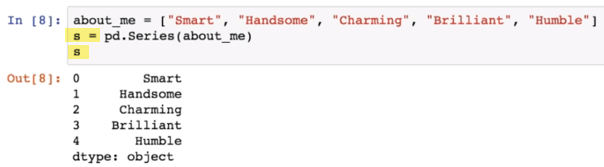 In [8]: about_me = ["Smart", "Handsome", "Charming", "Brilliant", "Humble"]
s = pd.Series(about_me)
s
Out[8]: 0        Smart
1     Handsome
2     Charming
3    Brilliant
4       Humble
dtype: object